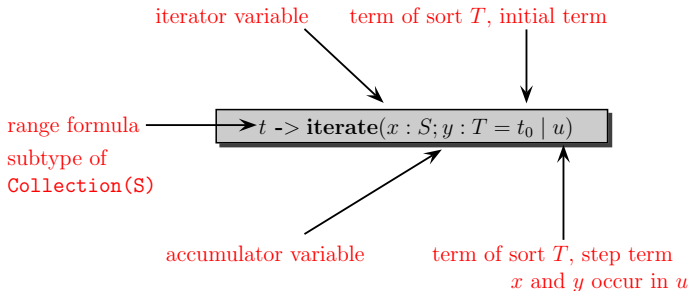 iterator variable
term of sort T, initial term
range formula
t -> iterate(x : S; y : T = t₀ | u)
subtype of
Collection(S)
accumulator variable
term of sort T, step term
x and y occur in u